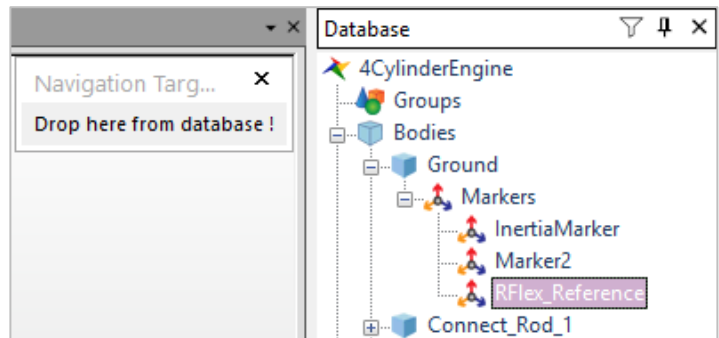 Navigation Targ...
Drop here from database !
Database
4CylinderEngine
Groups
Bodies
Ground
Markers
InertiaMarker
Marker2
RFlex_Reference
Connect_Rod_1